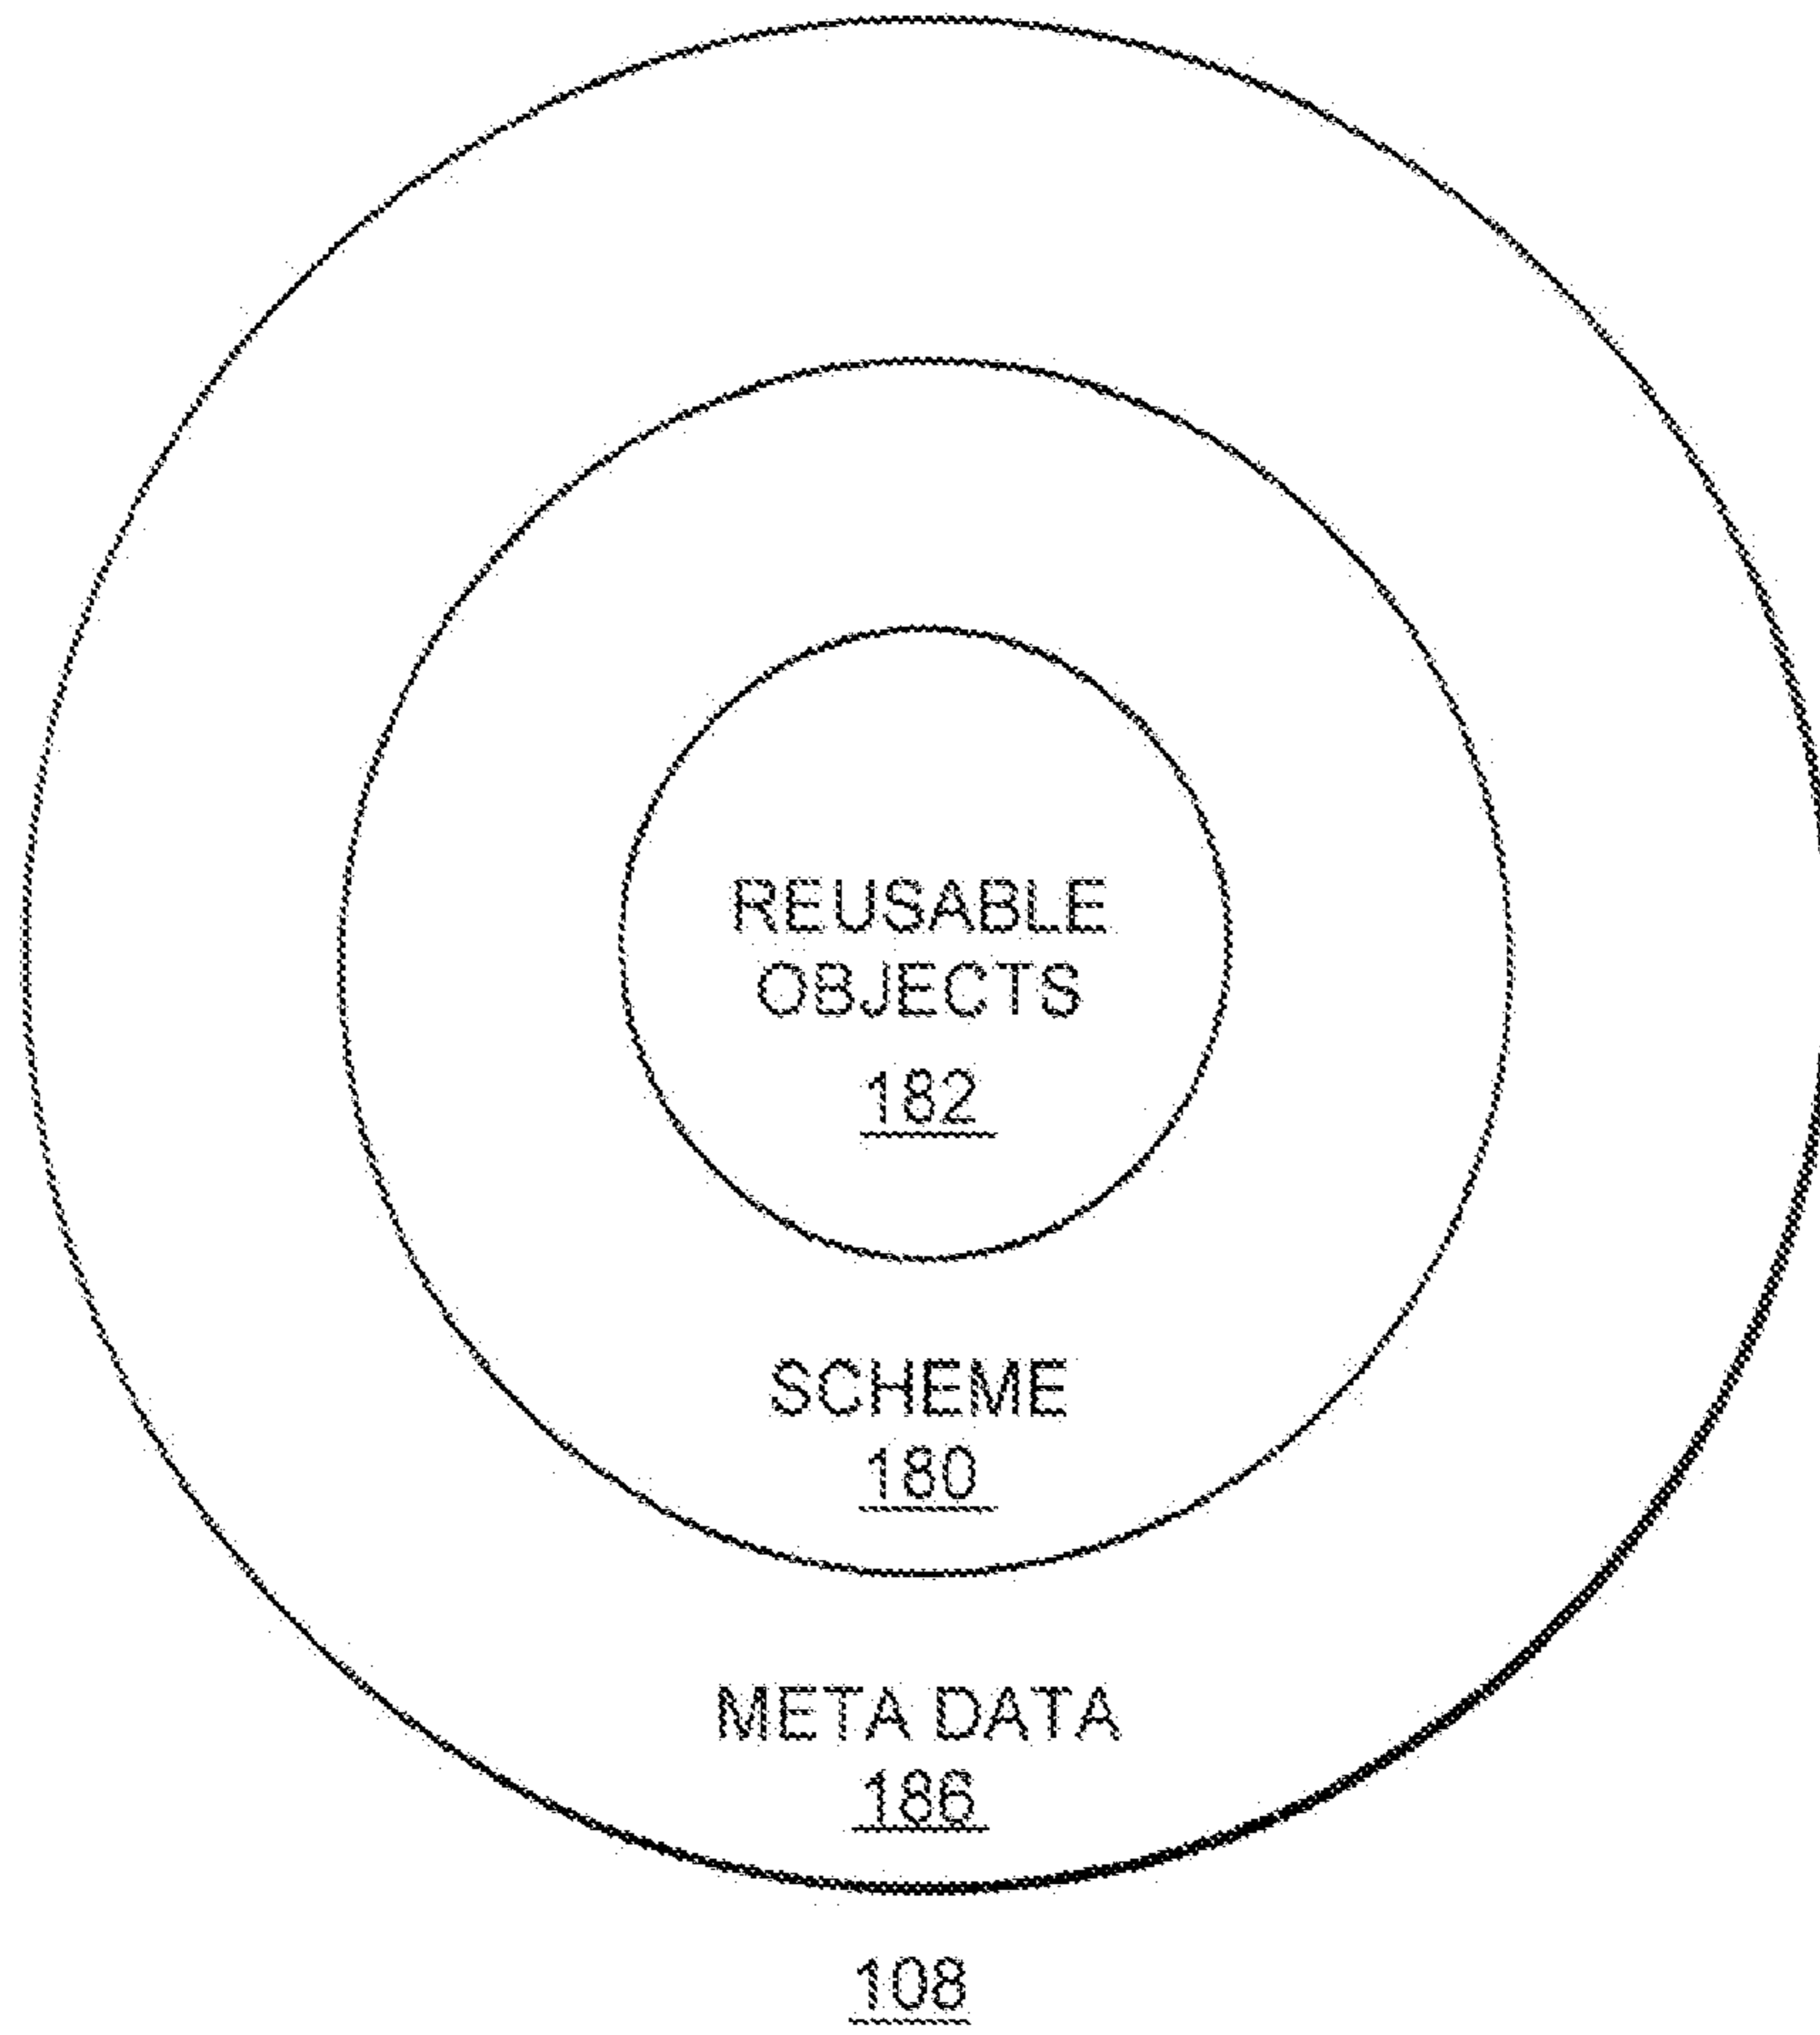 REUSABLE
OBJECTS
182
SCHEME
180
META DATA
186
108